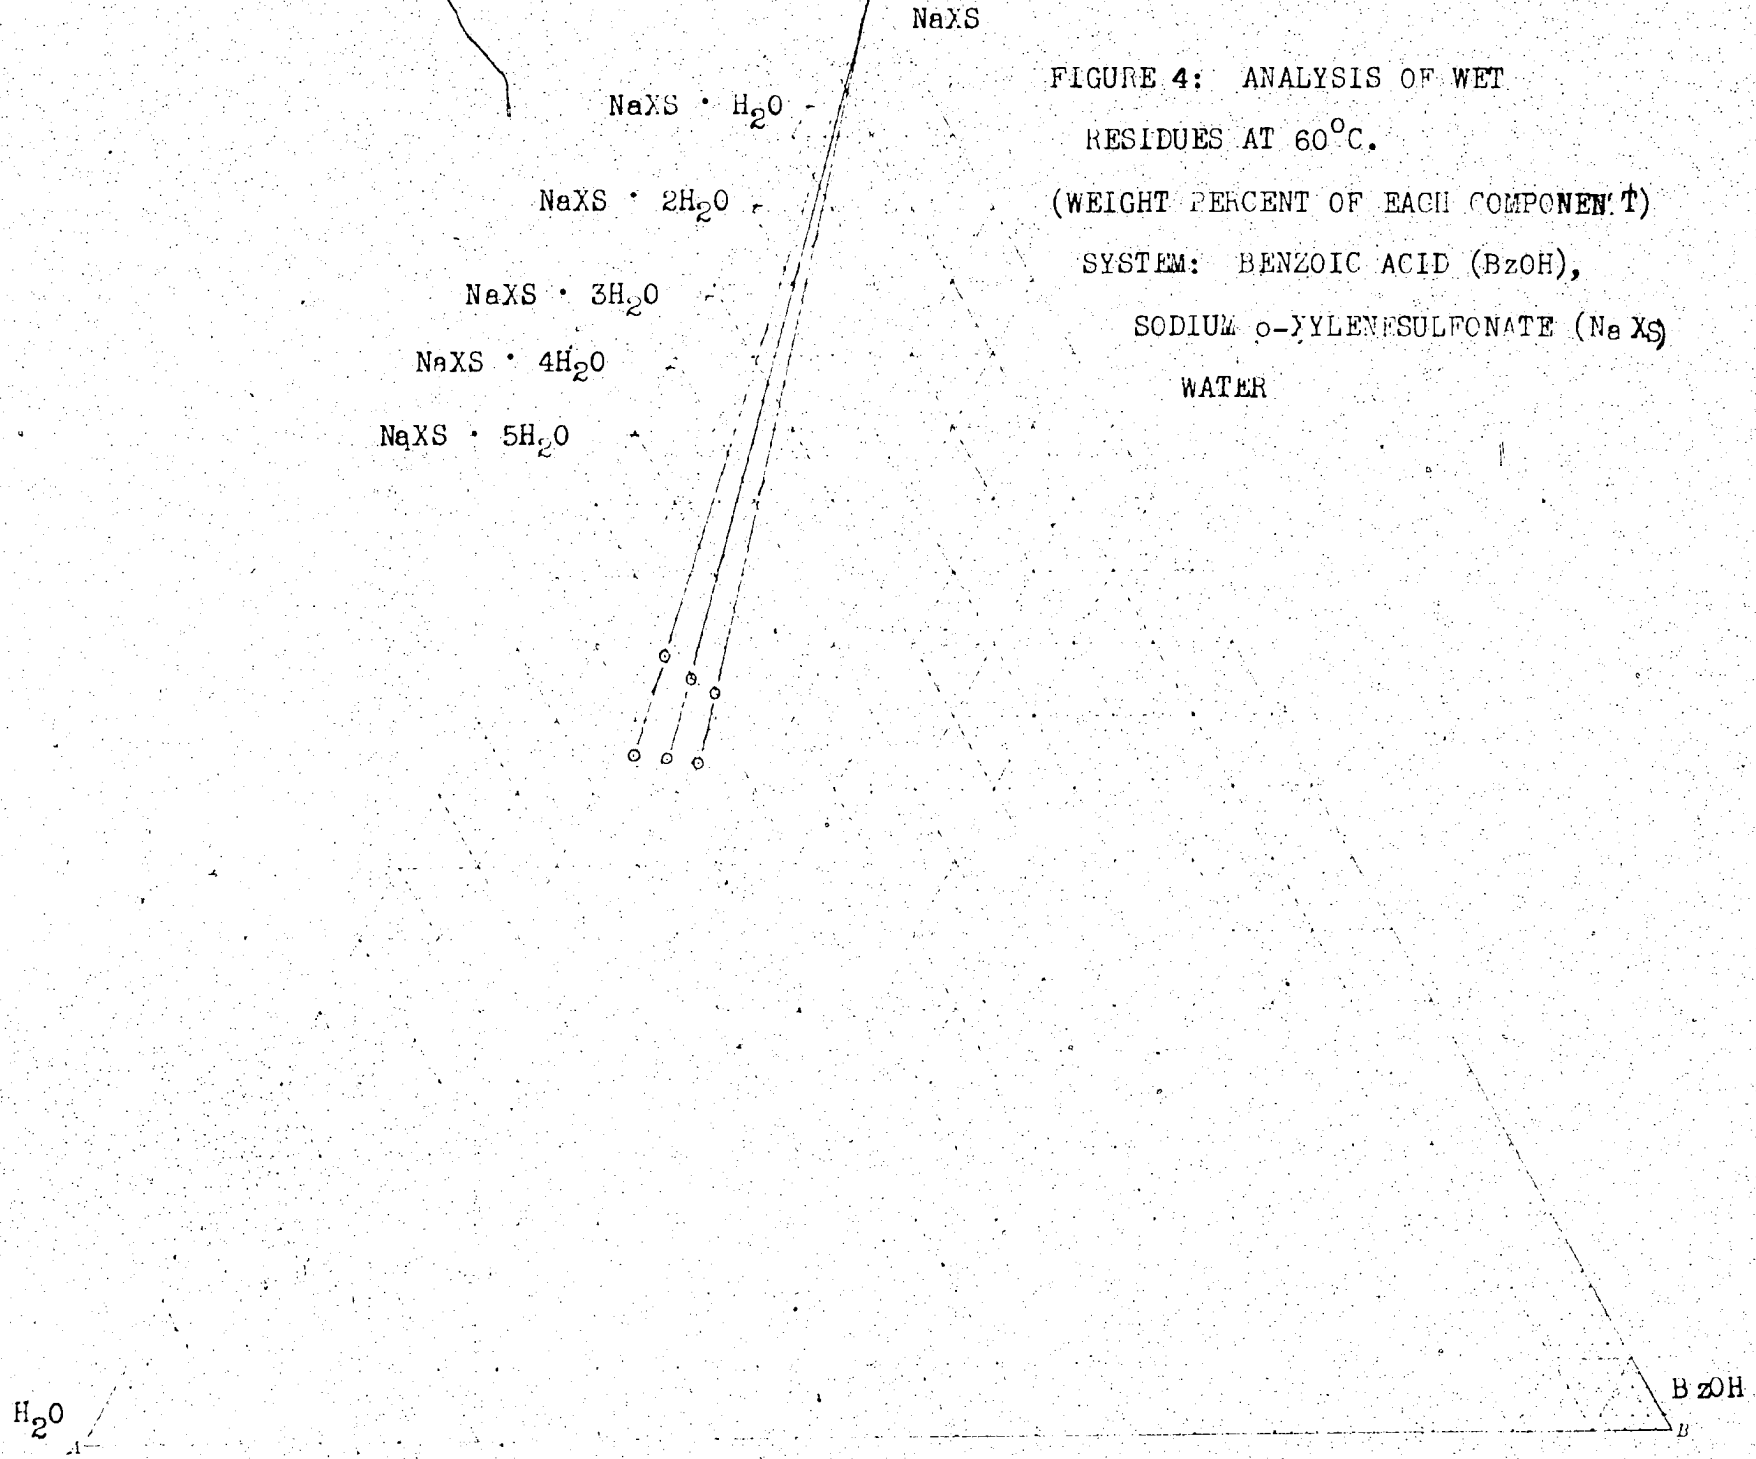 NaXS
FIGURE 4: ANALYSIS OF WET
RESIDUES AT 60°C.
(WEIGHT PERCENT OF EACH COMPONENT)
SYSTEM: BENZOIC ACID (BzOH),
SODIUM o-XYLENESULFONATE (NaXS)
WATER
NaXS · H₂O
NaXS · 2H₂O
NaXS · 3H₂O
NaXS · 4H₂O
NaXS · 5H₂O
H₂O
A
BzOH
B